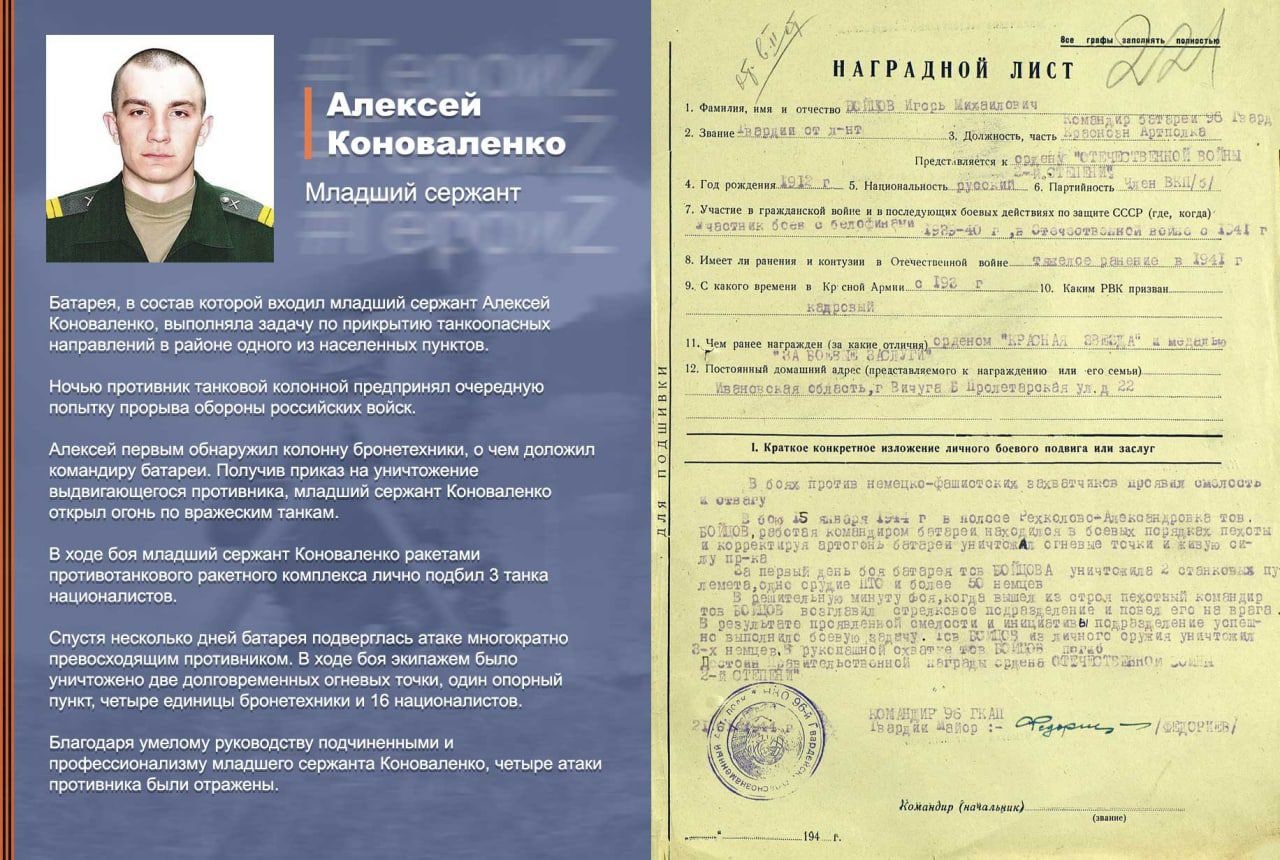 #ГероиZ
Алексей
Коноваленко
Младший сержант
#ГероиZ
Батарея, в состав которой входил младший сержант Алексей
Коноваленко, выполняла задачу по прикрытию танкоопасных
направлений в районе одного из населенных пунктов.
Ночью противник танковой колонной предпринял очередную
попытку прорыва обороны российских войск.
Алексей первым обнаружил колонну бронетехники, о чем доложил
командиру батареи. Получив приказ на уничтожение
выдвигающегося противника, младший сержант Коноваленко
открыл огонь по вражеским танкам.
В ходе боя младший сержант Коноваленко ракетами
противотанкового ракетного комплекса лично подбил 3 танка
националистов.
Спустя несколько дней батарея подверглась атаке многократно
превосходящим противником. В ходе боя экипажем было
уничтожено две долговременных огневых точки, один опорный
пункт, четыре единицы бронетехники и 16 националистов.
Благодаря умелому руководству подчиненными и
профессионализму младшего сержанта Коноваленко, четыре атаки
противника были отражены.
Все графы заполнять полностью
НАГРАДНОЙ ЛИСТ
1. Фамилия, имя и отчество БОЙЦОВ Игорь Михайлович
Командир батареи 96 Гвард
2. Звание Гвардии ст л-нт 3. Должность, часть Краснозн Артполка
Представляется к ордену "ОТЕЧЕСТВЕННОЙ ВОЙНЫ
2-Й СТЕПЕНИ"
4. Год рождения 1912 г 5. Национальность русский 6. Партийность Член ВКП/б/
7. Участие в гражданской войне и в последующих боевых действиях по защите СССР (где, когда)
участник боев с белофинами 1939-40 г ,в Отечественной войне с 1941 г
8. Имеет ли ранения и контузии в Отечественной войне тяжелое ранение в 1941 г
9. С какого времени в Кр сной Армии с 193 г 10. Каким РВК призван
кадровый
11. Чем ранее награжден (за какие отличия) орденом "КРАСНАЯ ЗВЕЗДА" и медалью
"ЗА БОЕВЫЕ ЗАСЛУГИ"
12. Постоянный домашний адрес (представляемого к награждению или его семьи)
Ивановская область,г Вичуга Б Пролетарская ул.д 22
ДЛЯ ПОДШИВКИ
I. Краткое конкретное изложение личного боевого подвига или заслуг
В боях против немецко-фашистских захватчиков проявил смелость
и отвагу
В бою 15 января 1944 г в полосе Рехколово-Александровка тов.
БОЙЦОВ,работая командиром батареи находился в боевых порядках пехоты
и корректируя артогонь батареи уничтожАл огневые точки и живую си-
лу пр-ка
За первый день боя батарея тов БОЙЦОВА уничтожила 2 станковых пу
лемета,одно орудие ПТО и более 50 немцев
В решительную минуту боя,когда вышел из строя пехотный командир
тов БОЙЦОВ возглавил стрелковое подразделение и повел его на врага.
В результате проявленной смелости и инициативы подразделение успеш-
но выполнило боевую задачу. Тов БОЙЦОВ из личного оружия уничтожил
3-х немцев.В рукопашной схватке тов БОЙЦОВ погиб
Достоин Правительственной награды ордена ОТЕЧЕСТВЕННОЙ ВОЙНЫ
2-Й СТЕПЕНИ"
КОМАНДИР 96 ГКАП
Гвардии Майор :- /ФЕДОРИЕВ/
Командир (начальник)
(звание)
194 г.